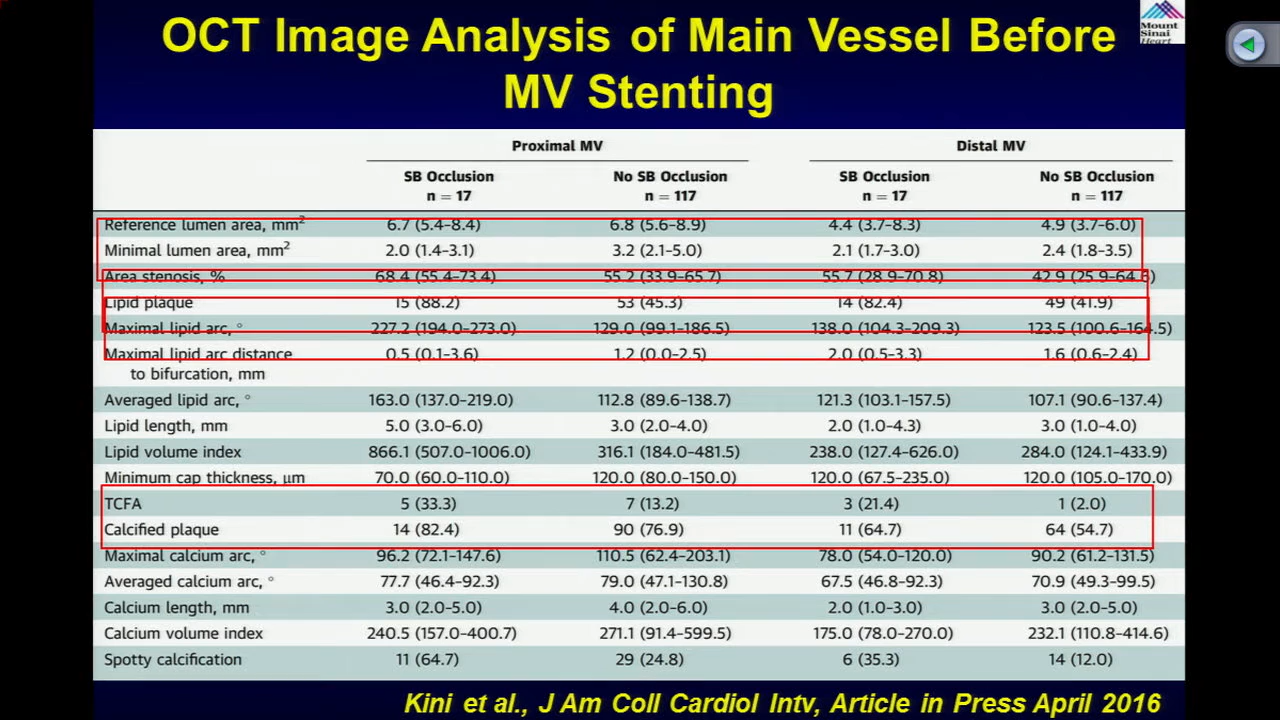 OCT Image Analysis of Main Vessel Before
MV Stenting
Mount
Sinai
Heart
Proximal MV Distal MV
SB Occlusion No SB Occlusion SB Occlusion No SB Occlusion
n = 17 n = 117 n = 17 n = 117
Reference lumen area, mm² 6.7 (5.4–8.4) 6.8 (5.6–8.9) 4.4 (3.7–8.3) 4.9 (3.7–6.0)
Minimal lumen area, mm² 2.0 (1.4–3.1) 3.2 (2.1–5.0) 2.1 (1.7–3.0) 2.4 (1.8–3.5)
Area stenosis, % 68.4 (55.4–73.4) 55.2 (33.9–65.7) 55.7 (28.9–70.8) 42.9 (25.9–64.6)
Lipid plaque 15 (88.2) 53 (45.3) 14 (82.4) 49 (41.9)
Maximal lipid arc, ° 227.2 (194.0–273.0) 129.0 (99.1–186.5) 138.0 (104.3–209.3) 123.5 (100.6–164.5)
Maximal lipid arc distance 0.5 (0.1–3.6) 1.2 (0.0–2.5) 2.0 (0.5–3.3) 1.6 (0.6–2.4)
to bifurcation, mm
Averaged lipid arc, ° 163.0 (137.0–219.0) 112.8 (89.6–138.7) 121.3 (103.1–157.5) 107.1 (90.6–137.4)
Lipid length, mm 5.0 (3.0–6.0) 3.0 (2.0–4.0) 2.0 (1.0–4.3) 3.0 (1.0–4.0)
Lipid volume index 866.1 (507.0–1006.0) 316.1 (184.0–481.5) 238.0 (127.4–626.0) 284.0 (124.1–433.9)
Minimum cap thickness, µm 70.0 (60.0–110.0) 120.0 (80.0–150.0) 120.0 (67.5–235.0) 120.0 (105.0–170.0)
TCFA 5 (33.3) 7 (13.2) 3 (21.4) 1 (2.0)
Calcified plaque 14 (82.4) 90 (76.9) 11 (64.7) 64 (54.7)
Maximal calcium arc, ° 96.2 (72.1–147.6) 110.5 (62.4–203.1) 78.0 (54.0–120.0) 90.2 (61.2–131.5)
Averaged calcium arc, ° 77.7 (46.4–92.3) 79.0 (47.1–130.8) 67.5 (46.8–92.3) 70.9 (49.3–99.5)
Calcium length, mm 3.0 (2.0–5.0) 4.0 (2.0–6.0) 2.0 (1.0–3.0) 3.0 (2.0–5.0)
Calcium volume index 240.5 (157.0–400.7) 271.1 (91.4–599.5) 175.0 (78.0–270.0) 232.1 (110.8–414.6)
Spotty calcification 11 (64.7) 29 (24.8) 6 (35.3) 14 (12.0)
Kini et al., J Am Coll Cardiol Intv, Article in Press April 2016